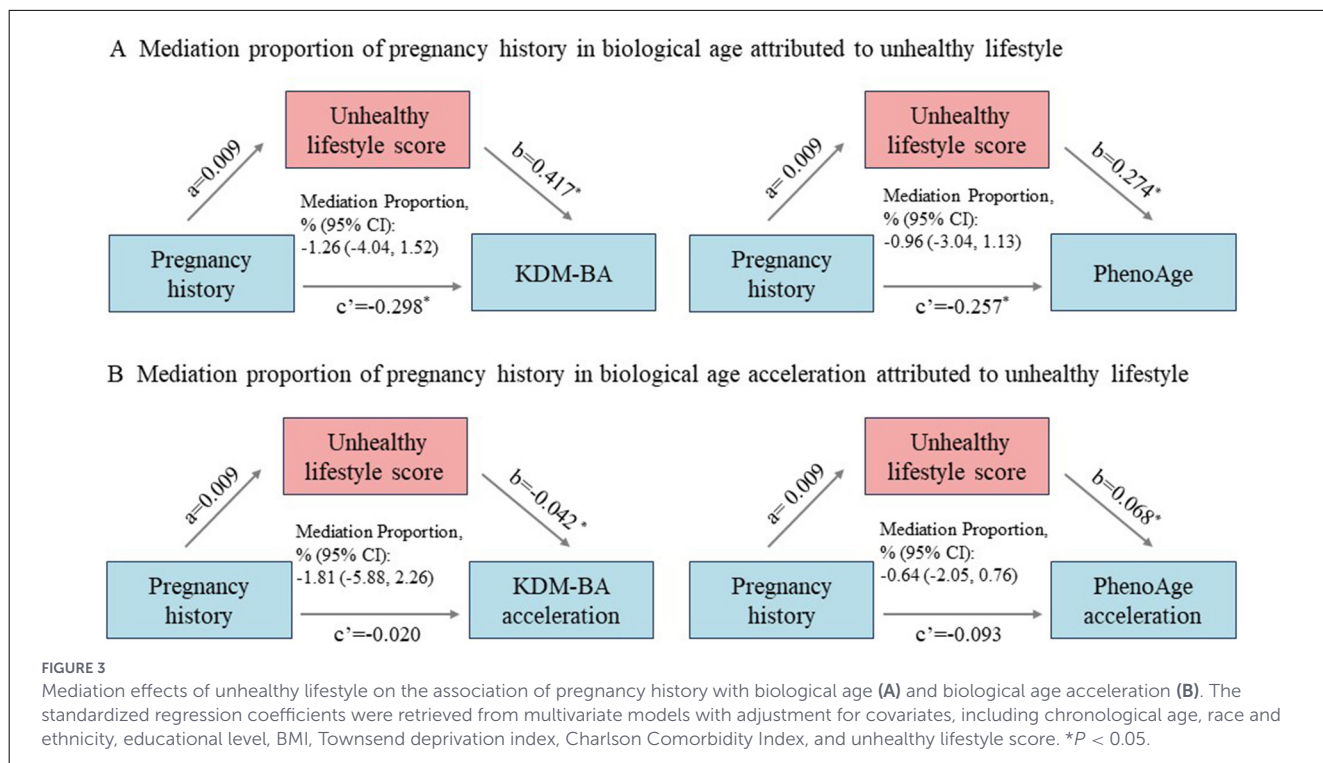 A Mediation proportion of pregnancy history in biological age attributed to unhealthy lifestyle
Unhealthy
lifestyle score
a=0.009
b=0.417*
Mediation Proportion,
% (95% CI):
-1.26 (-4.04, 1.52)
Pregnancy
history
KDM-BA
c’=-0.298*
Unhealthy
lifestyle score
a= 0.009
b=0.274*
Mediation Proportion,
% (95% CI):
-0.96 (-3.04, 1.13)
Pregnancy
history
PhenoAge
c’=-0.257*
B Mediation proportion of pregnancy history in biological age acceleration attributed to unhealthy lifestyle
Unhealthy
lifestyle score
a=0.009
b=-0.042 *
Mediation Proportion,
% (95% CI):
-1.81 (-5.88, 2.26)
Pregnancy
history
KDM-BA
acceleration
c’=-0.020
Unhealthy
lifestyle score
a= 0.009
b=0.068*
Mediation Proportion,
% (95% CI):
-0.64 (-2.05, 0.76)
Pregnancy
history
PhenoAge
acceleration
c’=-0.093
FIGURE 3
Mediation effects of unhealthy lifestyle on the association of pregnancy history with biological age (A) and biological age acceleration (B). The
standardized regression coefficients were retrieved from multivariate models with adjustment for covariates, including chronological age, race and
ethnicity, educational level, BMI, Townsend deprivation index, Charlson Comorbidity Index, and unhealthy lifestyle score. *P < 0.05.